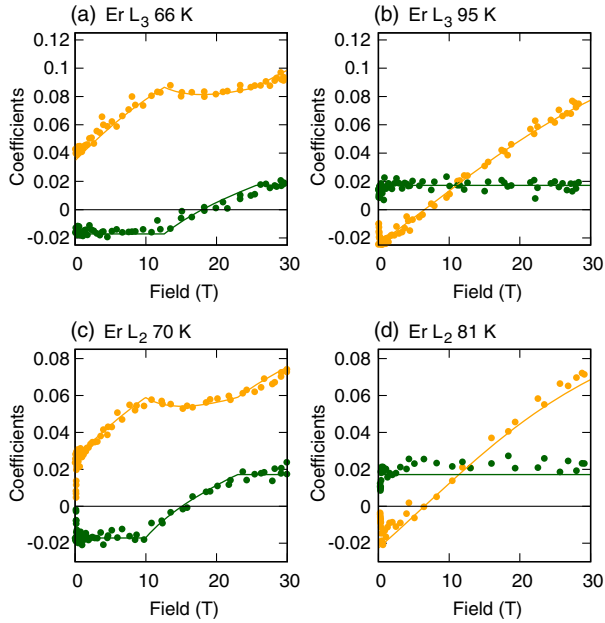 (a) Er L₃ 66 K
(b) Er L₃ 95 K
0.12
0.1
0.08
0.06
0.04
0.02
0
-0.02
Coefficients
0 10 20 30
Field (T)
0.12
0.1
0.08
0.06
0.04
0.02
0
-0.02
Coefficients
0 10 20 30
Field (T)
(c) Er L₂ 70 K
(d) Er L₂ 81 K
0.08
0.06
0.04
0.02
0
-0.02
Coefficients
0 10 20 30
Field (T)
0.08
0.06
0.04
0.02
0
-0.02
Coefficients
0 10 20 30
Field (T)